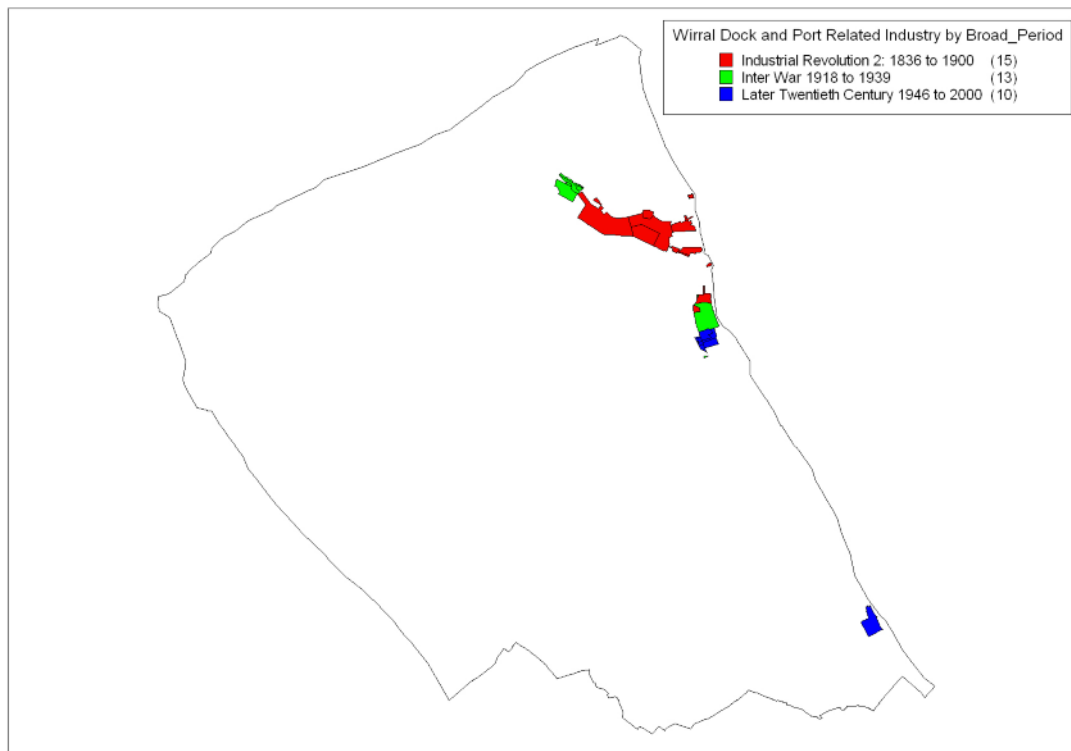 Wirral Dock and Port Related Industry by Broad_Period
Industrial Revolution 2: 1836 to 1900 (15)
Inter War 1918 to 1939 (13)
Later Twentieth Century 1946 to 2000 (10)